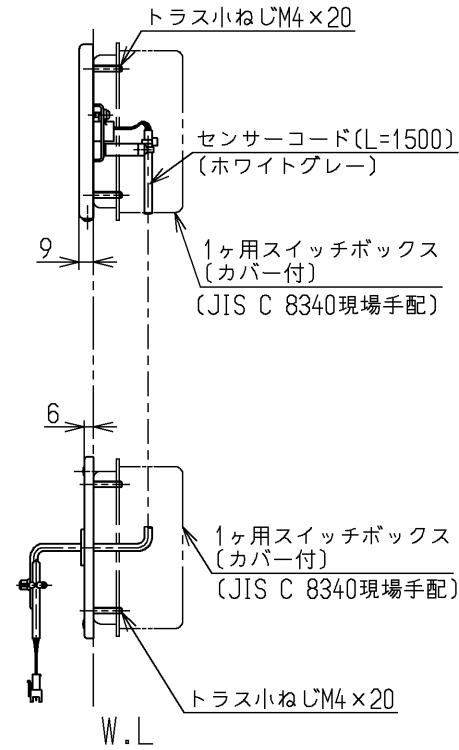 トラス小ねじM4×20
センサーコード(L=1500)
(ホワイトグレー)
9
1ヶ用スイッチボックス
(カバー付)
(JIS C 8340現場手配)
6
1ヶ用スイッチボックス
(カバー付)
(JIS C 8340現場手配)
トラス小ねじM4×20
W.L